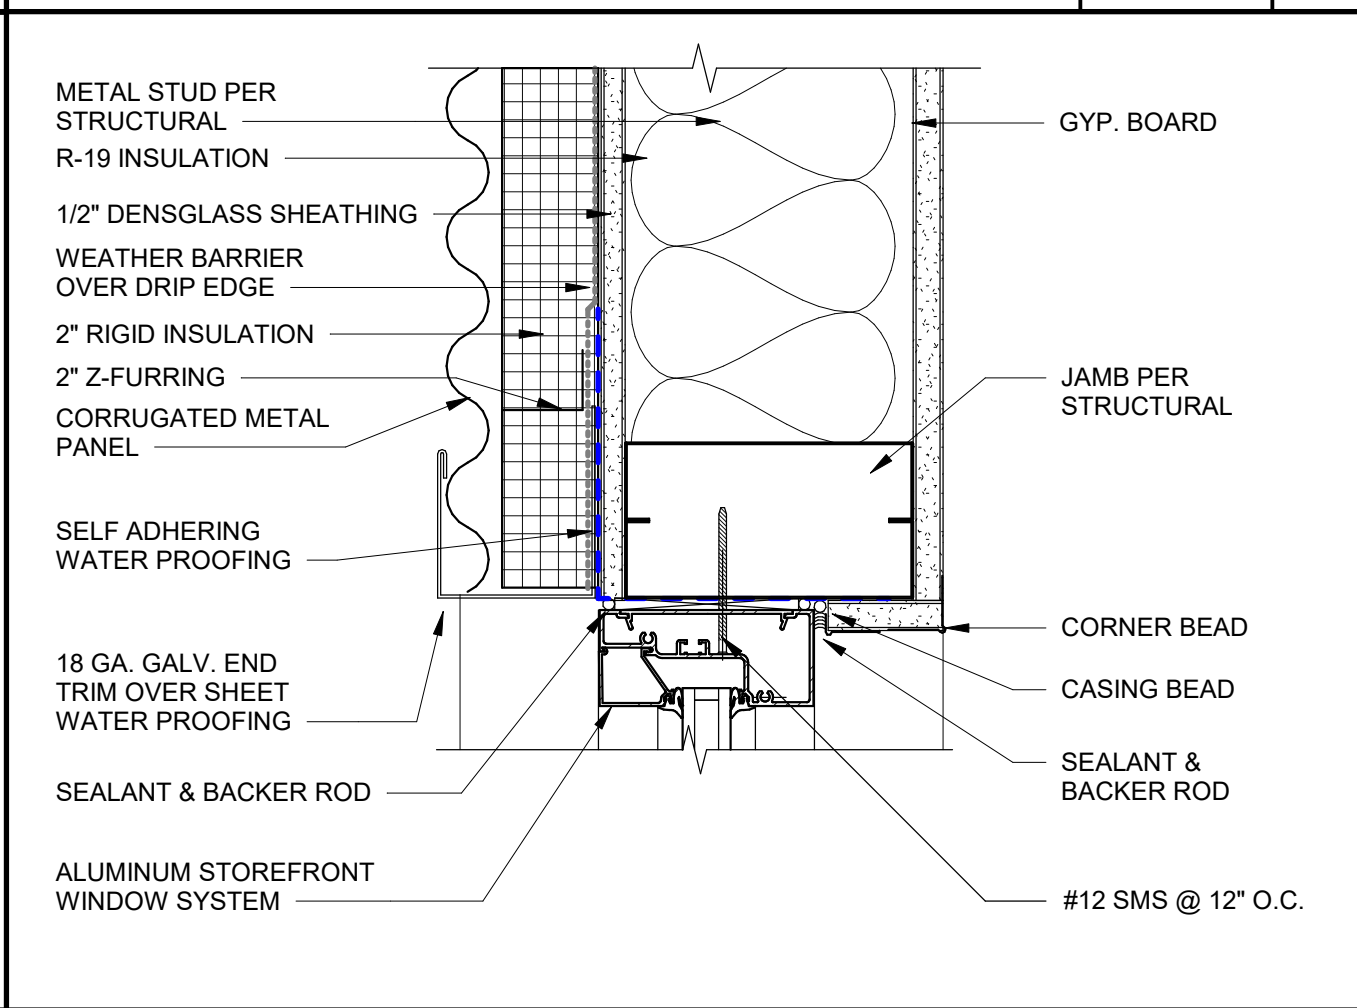 METAL STUD PER
STRUCTURAL
R-19 INSULATION
1/2" DENSGLASS SHEATHING
WEATHER BARRIER
OVER DRIP EDGE
2" RIGID INSULATION
2" Z-FURRING
CORRUGATED METAL
PANEL
SELF ADHERING
WATER PROOFING
18 GA. GALV. END
TRIM OVER SHEET
WATER PROOFING
SEALANT & BACKER ROD
ALUMINUM STOREFRONT
WINDOW SYSTEM
GYP. BOARD
JAMB PER
STRUCTURAL
CORNER BEAD
CASING BEAD
SEALANT &
BACKER ROD
#12 SMS @ 12" O.C.